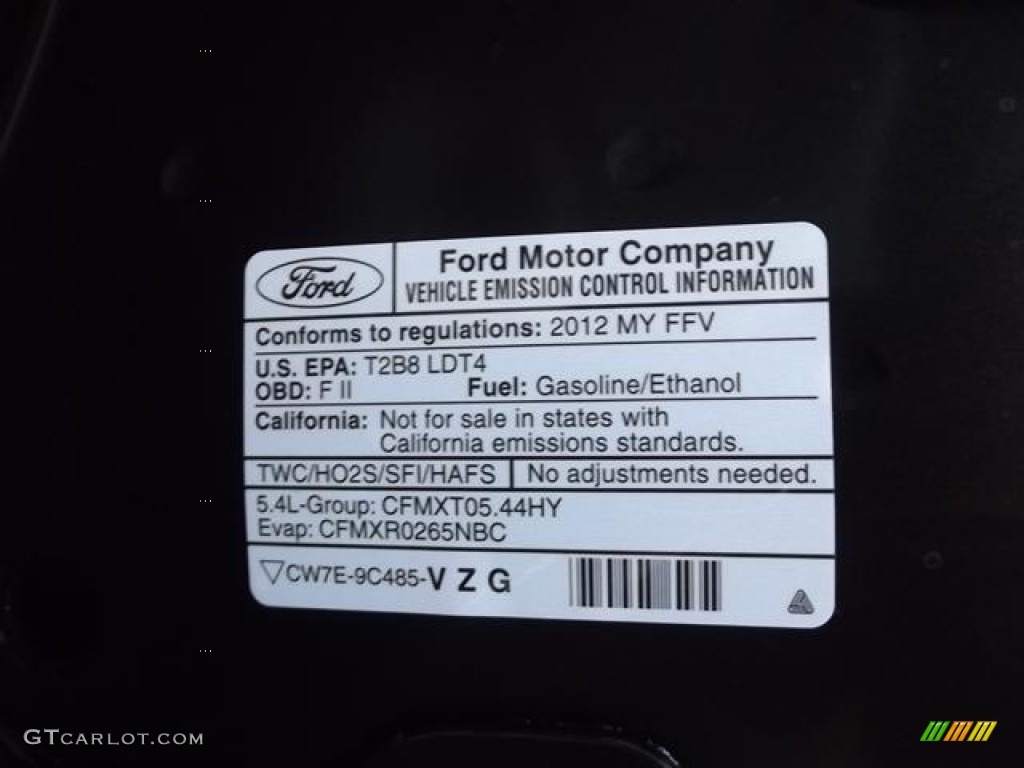 Ford
Ford Motor Company
VEHICLE EMISSION CONTROL INFORMATION
Conforms to regulations: 2012 MY FFV
U.S. EPA: T2B8 LDT4
OBD: F II Fuel: Gasoline/Ethanol
California: Not for sale in states with
California emissions standards.
TWC/HO2S/SFI/HAFS No adjustments needed.
5.4L-Group: CFMXT05.44HY
Evap: CFMXR0265NBC
CW7E-9C485-V Z G
GTCARLOT.COM